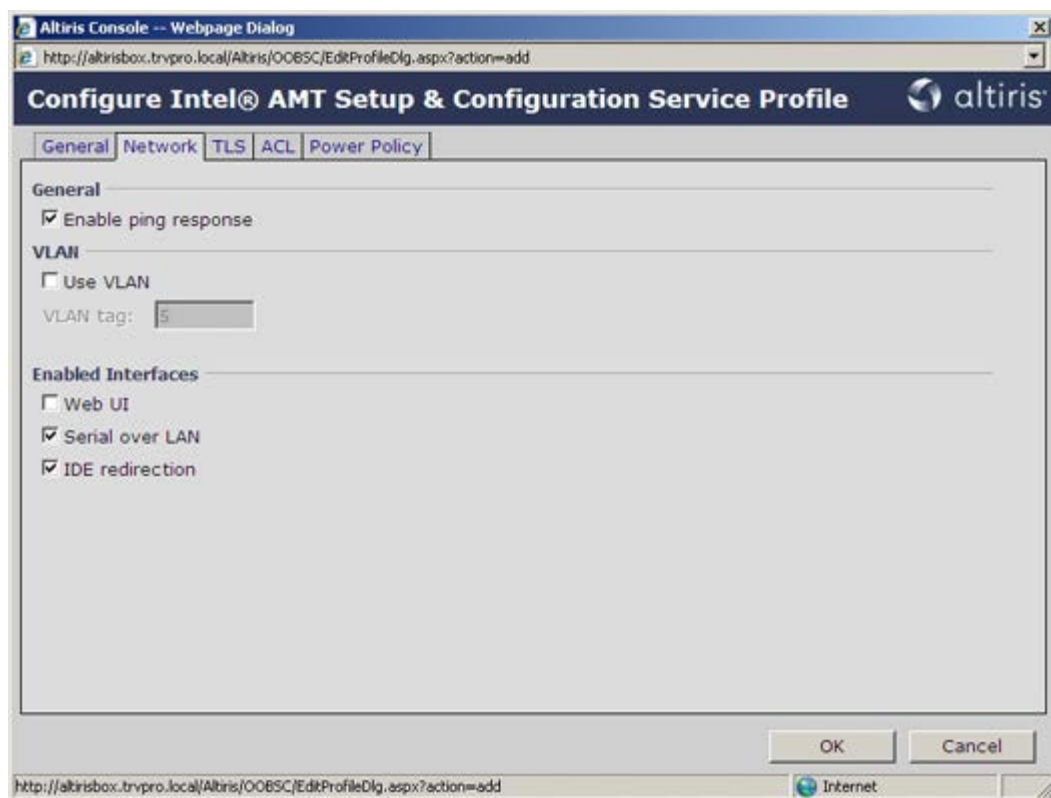 Altiris Console -- Webpage Dialog
http://altirisbox.trvpro.local/Altiris/OOBSC/EditProfileDlg.aspx?action=add
Configure Intel® AMT Setup & Configuration Service Profile altiris
General Network TLS ACL Power Policy
General
Enable ping response
VLAN
Use VLAN
VLAN tag: 5
Enabled Interfaces
Web UI
Serial over LAN
IDE redirection
OK Cancel
http://altirisbox.trvpro.local/Altiris/OOBSC/EditProfileDlg.aspx?action=add Internet